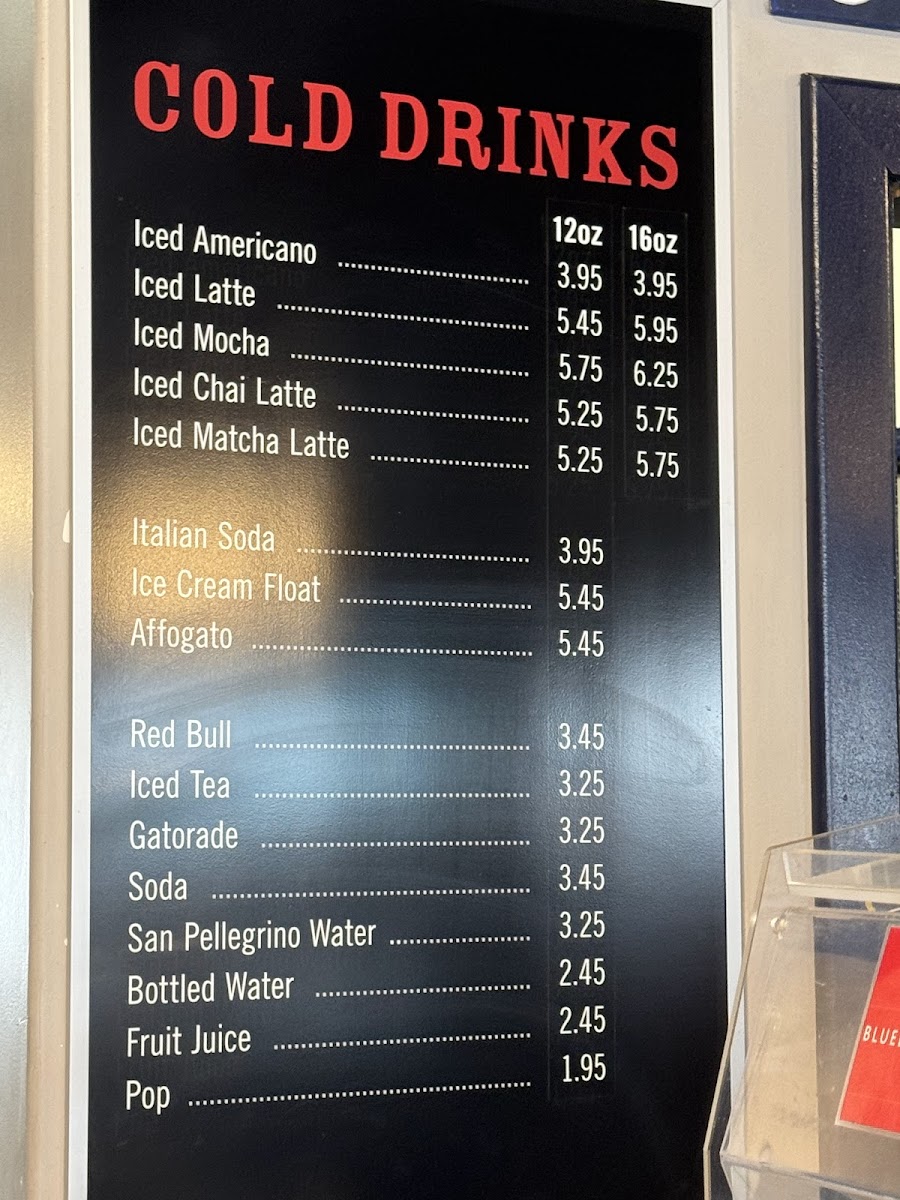 COLD DRINKS
12oz 16oz
Iced Americano ........ 3.95 3.95
Iced Latte ........ 5.45 5.95
Iced Mocha ........ 5.75 6.25
Iced Chai Latte ........ 5.25 5.75
Iced Matcha Latte ........ 5.25 5.75
Italian Soda ........ 3.95
Ice Cream Float ........ 5.45
Affogato ........ 5.45
Red Bull ........ 3.45
Iced Tea ........ 3.25
Gatorade ........ 3.25
Soda ........ 3.45
San Pellegrino Water ........ 3.25
Bottled Water ........ 2.45
Fruit Juice ........ 2.45
Pop ........ 1.95